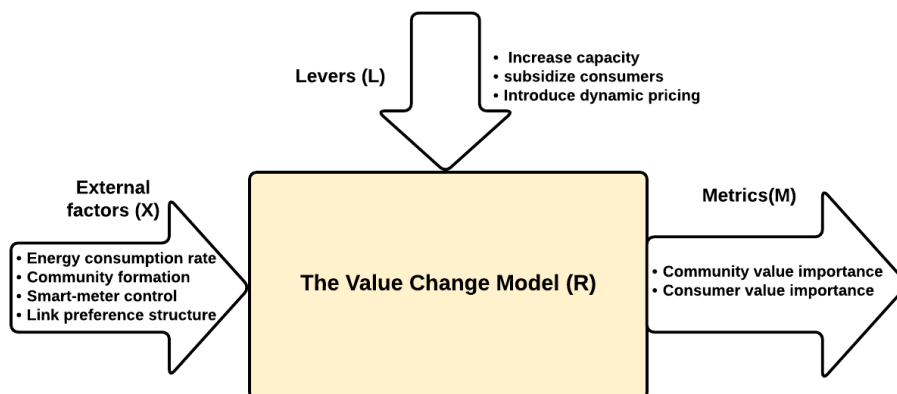 Levers (L)
• Increase capacity
• subsidize consumers
• Introduce dynamic pricing
External
factors (X)
• Energy consumption rate
• Community formation
• Smart-meter control
• Link preference structure
The Value Change Model (R)
Metrics(M)
• Community value importance
• Consumer value importance